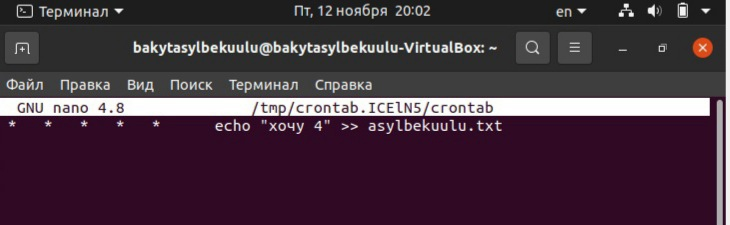 Терминал Пт, 12 ноября 20:02 en
bakytasylbekuulu@bakytasylbekuulu-VirtualBox: ~
Файл Правка Вид Поиск Терминал Справка
GNU nano 4.8 /tmp/crontab.ICElN5/crontab
* * * * * echo "хочу 4" >> asylbekuulu.txt